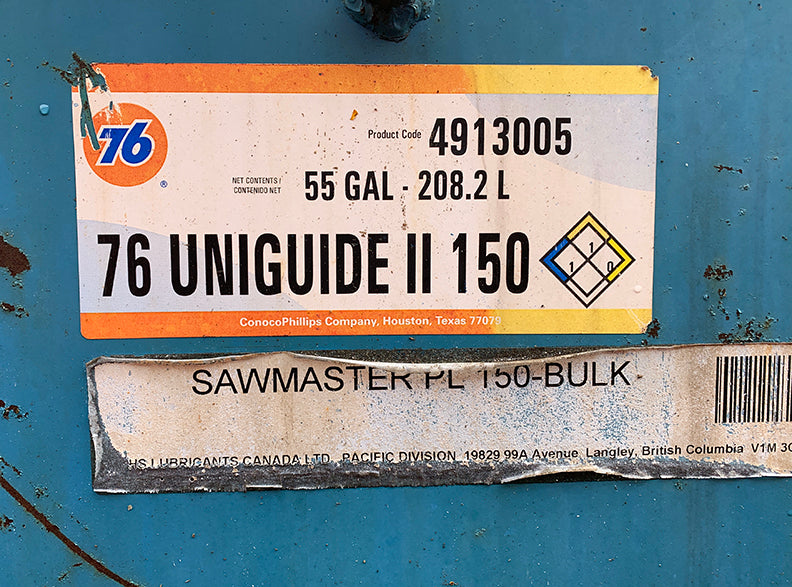 76
®
Product Code 4913005
NET CONTENTS / 55 GAL - 208.2 L
CONTENIDO NET
76 UNIGUIDE II 150
1
1 0
ConocoPhillips Company, Houston, Texas 77079
SAWMASTER PL 150-BULK
HS LUBRICANTS CANADA LTD. PACIFIC DIVISION 19829 99A Avenue, Langley, British Columbia V1M